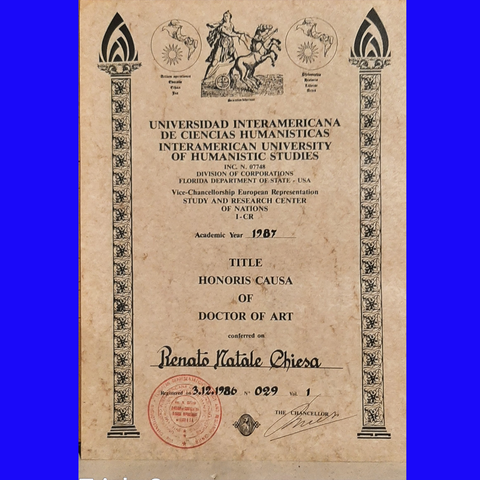 UNIVERSIDAD INTERAMERICANA
DE CIENCIAS HUMANISTICAS
INTERAMERICAN UNIVERSITY
OF HUMANISTIC STUDIES
INC. N. 07748
DIVISION OF CORPORATIONS
FLORIDA DEPARTMENT OF STATE - USA
Vice-Chancellorship European Representation
STUDY AND RESEARCH CENTER
OF NATIONS
I-CR
Academic Year 1987
TITLE
HONORIS CAUSA
OF
DOCTOR OF ART
conferred on
Renato Natale Chiesa
Registered on 3.12.1986 N° 029 Vol 1
THE CHANCELLOR